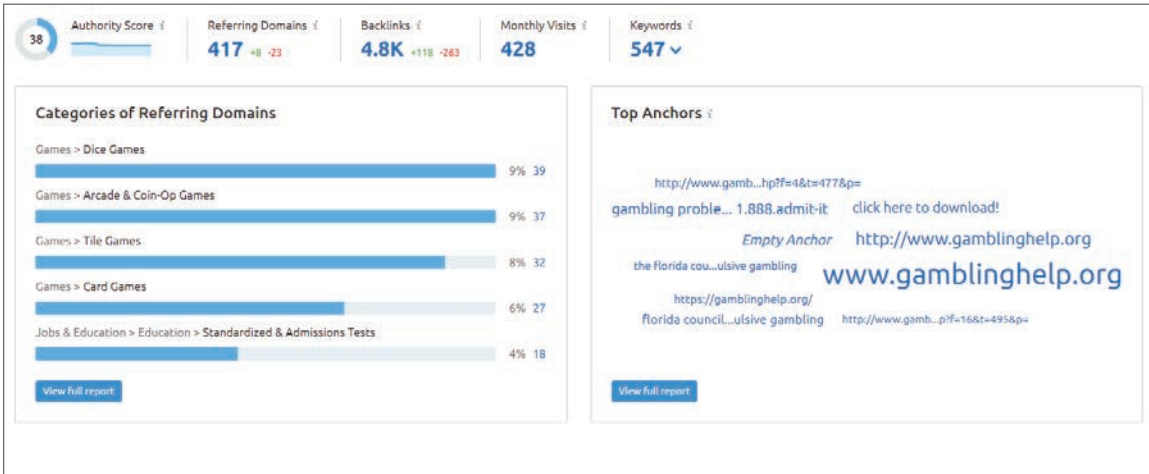 38
Authority Score i
Referring Domains i
417 +8 -23
Backlinks i
4.8K +118 -263
Monthly Visits i
428
Keywords i
547
Categories of Referring Domains
Games > Dice Games
9% 39
Games > Arcade & Coin-Op Games
9% 37
Games > Tile Games
8% 32
Games > Card Games
6% 27
Jobs & Education > Education > Standardized & Admissions Tests
4% 18
View full report
Top Anchors i
http://www.gamb...hp?f=4&t=477&p=
gambling proble... 1.888.admit-it click here to download!
Empty Anchor http://www.gamblinghelp.org
the florida cou...ulsive gambling www.gamblinghelp.org
https://gamblinghelp.org/
florida council...ulsive gambling http://www.gamb...p?f=16&t=495&p=
View full report